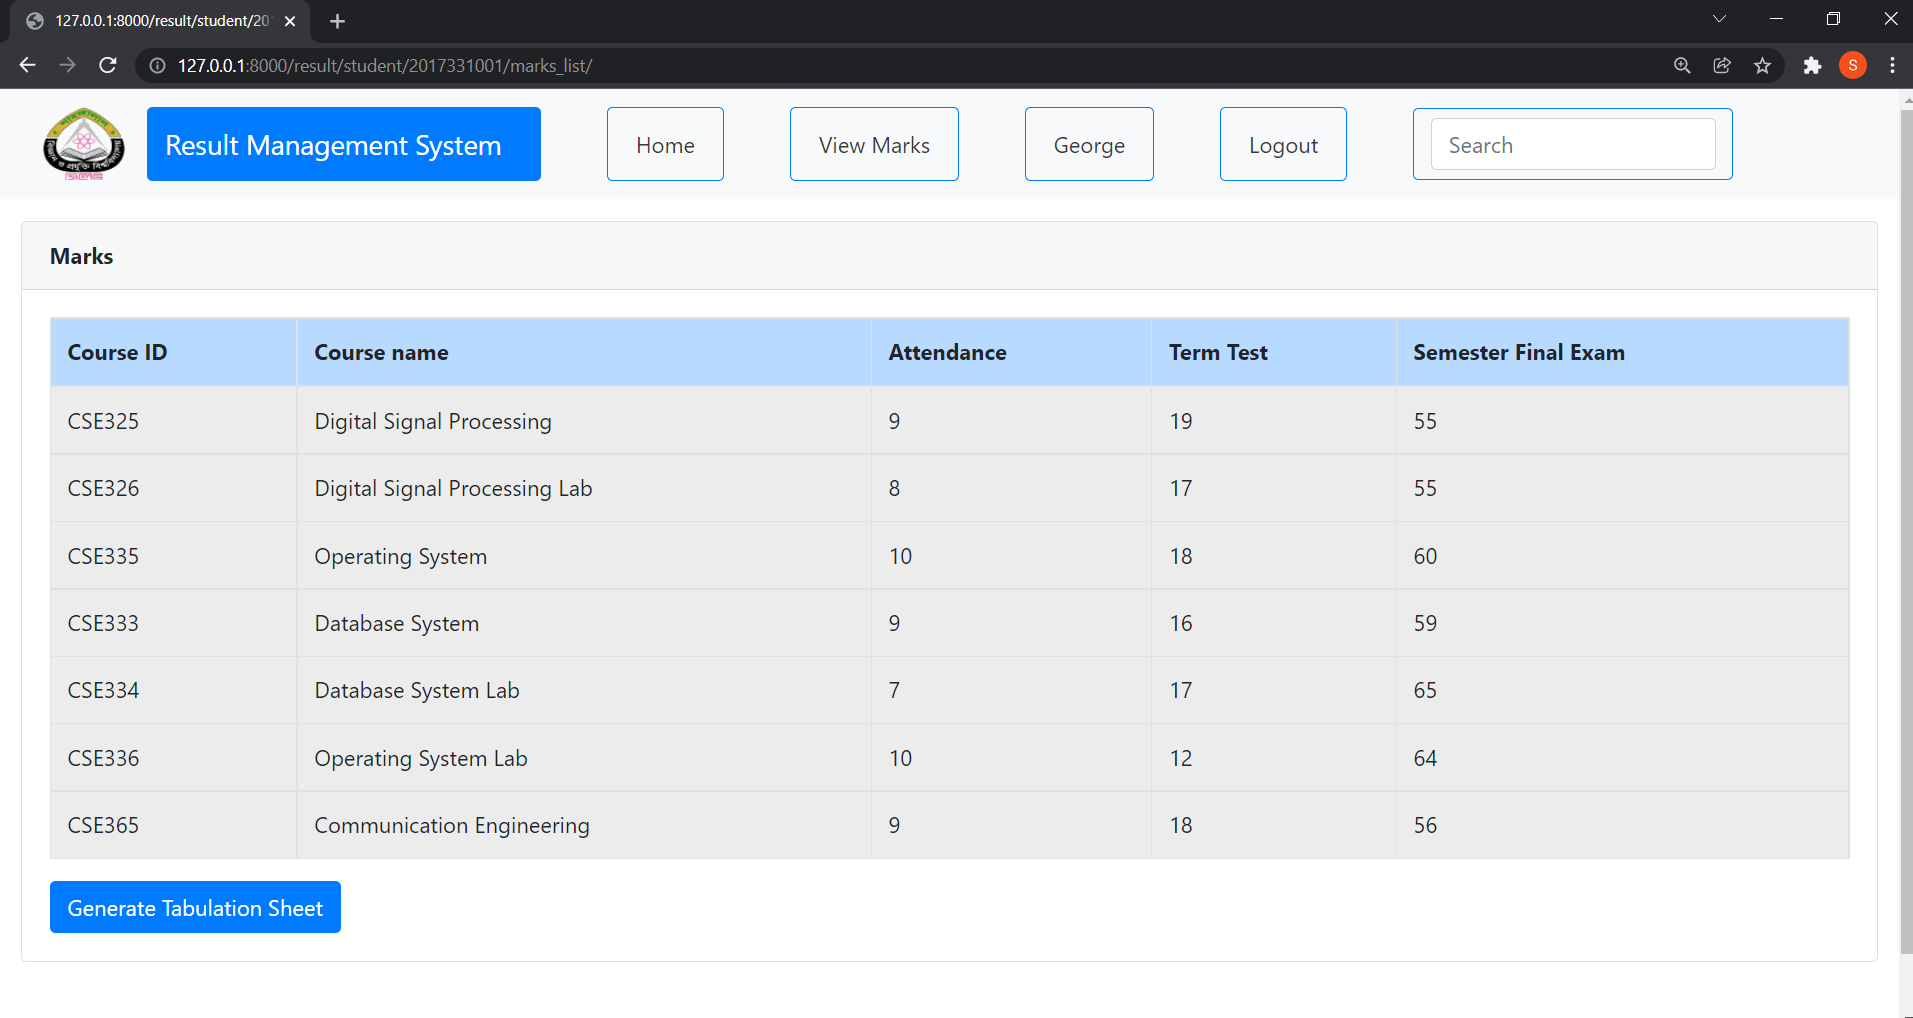 127.0.0.1:8000/result/student/201
127.0.0.1:8000/result/student/2017331001/marks_list/
S
Result Management System Home View Marks George Logout Search
Marks
Course ID Course name Attendance Term Test Semester Final Exam
CSE325 Digital Signal Processing 9 19 55
CSE326 Digital Signal Processing Lab 8 17 55
CSE335 Operating System 10 18 60
CSE333 Database System 9 16 59
CSE334 Database System Lab 7 17 65
CSE336 Operating System Lab 10 12 64
CSE365 Communication Engineering 9 18 56
Generate Tabulation Sheet